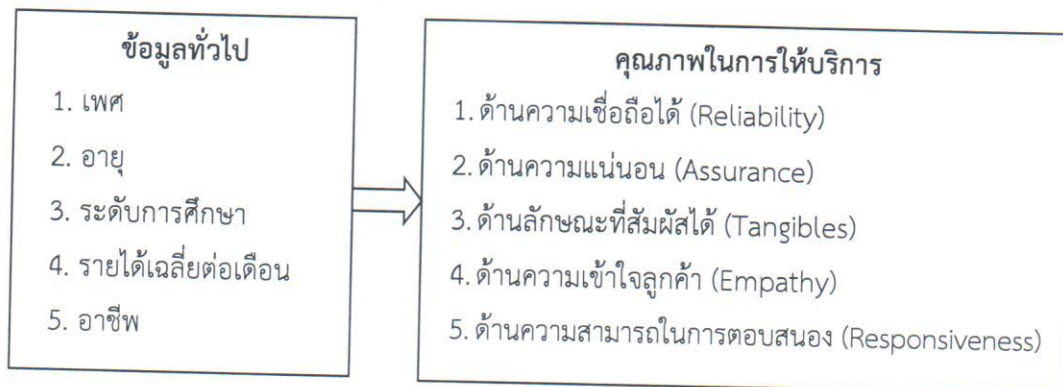 ข้อมูลทั่วไป
1. เพศ
2. อายุ
3. ระดับการศึกษา
4. รายได้เฉลี่ยต่อเดือน
5. อาชีพ
คุณภาพในการให้บริการ
1. ด้านความเชื่อถือได้ (Reliability)
2. ด้านความแน่นอน (Assurance)
3. ด้านลักษณะที่สัมผัสได้ (Tangibles)
4. ด้านความเข้าใจลูกค้า (Empathy)
5. ด้านความสามารถในการตอบสนอง (Responsiveness)